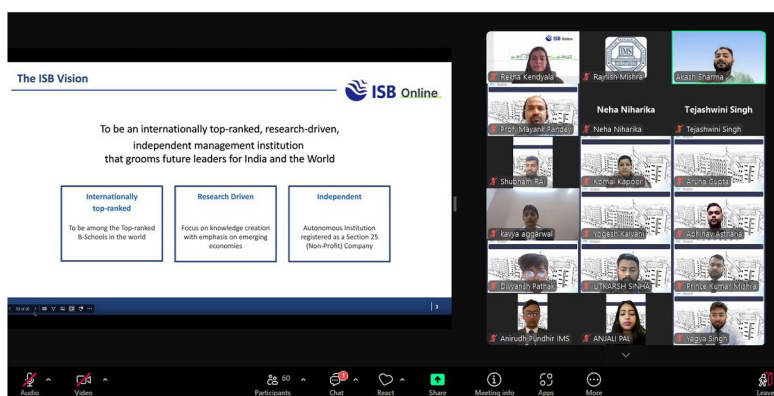 The ISB Vision
ISB Online
To be an internationally top-ranked, research-driven,
independent management institution
that grooms future leaders for India and the World
Internationally
top-ranked
To be among the Top-ranked
B-Schools in the world
Research Driven
Focus on knowledge creation
with emphasis on emerging
economies
Independent
Autonomous Institution
registered as a Section 25
(Non-Profit) Company
3
ISB Online
Rekha Kendyala
IMS
Rajnish Mishra
Akash Sharma
Prof. Mayank Pandey
Neha Niharika
Neha Niharika
Tejashwini Singh
Tejashwini Singh
Shubham RAI
Komal Kapoor
Aruna Gupta
kavya aggarwal
Yogesh Kalyani
Abhinav Asthana
Divyansh Pathak
UTKARSH SINHA
Prince Kumar Mishra
Anirudh Pundhir IMS
ANJALI PAL
Yagya Singh
Audio
Video
60
Participants
1
Chat
React
Share
Meeting info
Apps
More
Leave